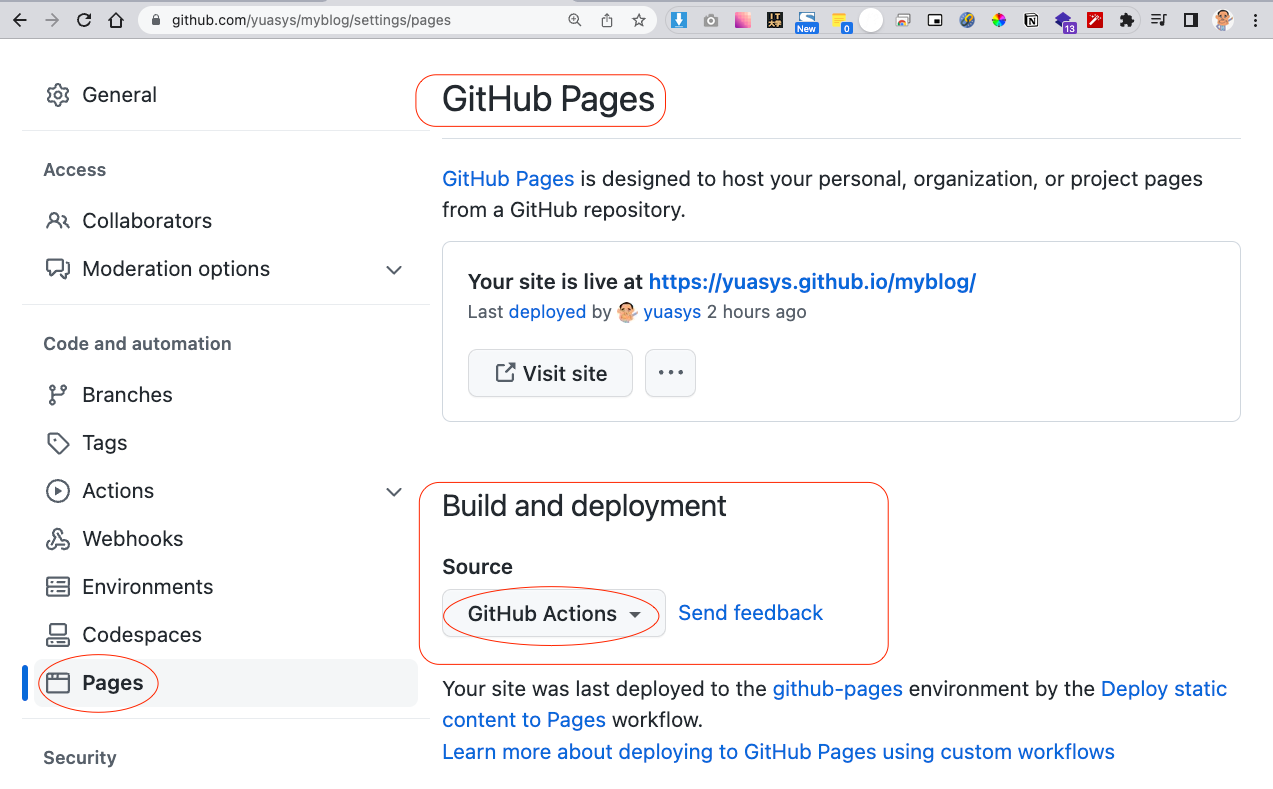 github.com/yuasys/myblog/settings/pages
New
0
13
General
Access
Collaborators
Moderation options
Code and automation
Branches
Tags
Actions
Webhooks
Environments
Codespaces
Pages
Security
GitHub Pages
GitHub Pages is designed to host your personal, organization, or project pages
from a GitHub repository.
Your site is live at https://yuasys.github.io/myblog/
Last deployed by yuasys 2 hours ago
Visit site
Build and deployment
Source
GitHub Actions
Send feedback
Your site was last deployed to the github-pages environment by the Deploy static
content to Pages workflow.
Learn more about deploying to GitHub Pages using custom workflows